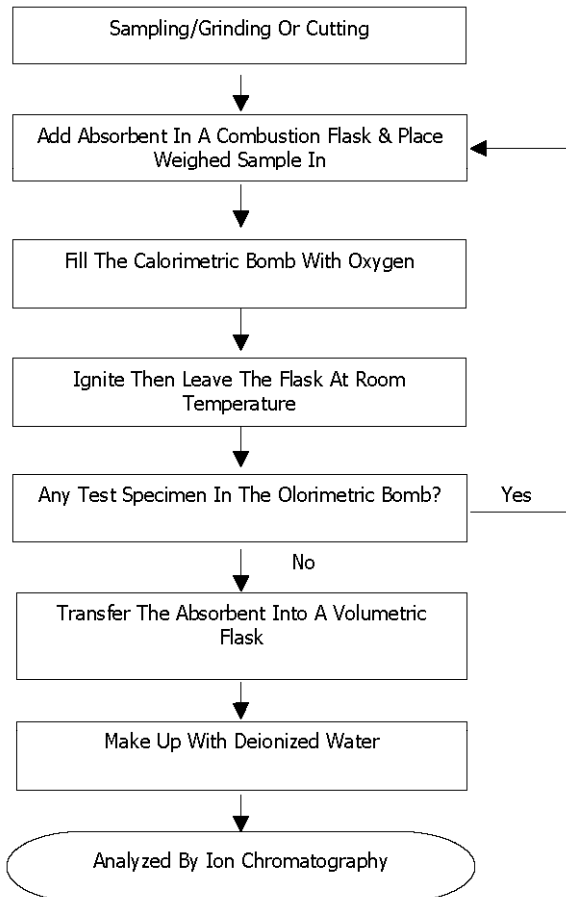 Sampling/Grinding Or Cutting
Add Absorbent In A Combustion Flask & Place
Weighed Sample In
Fill The Calorimetric Bomb With Oxygen
Ignite Then Leave The Flask At Room
Temperature
Any Test Specimen In The Olorimetric Bomb?
Yes
No
Transfer The Absorbent Into A Volumetric
Flask
Make Up With Deionized Water
Analyzed By Ion Chromatography